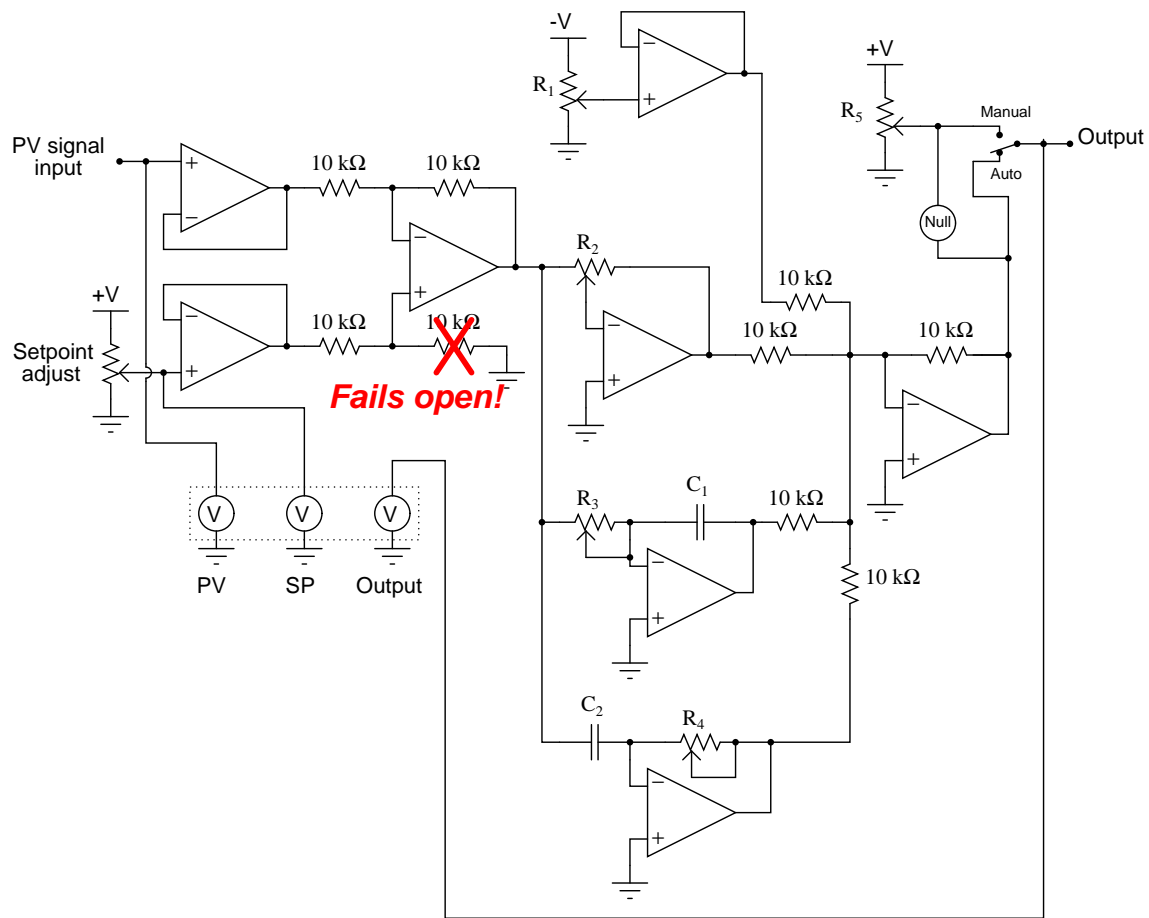 -V
R1
+V
R5
Manual
Output
Auto
Null
PV signal
input
10 kΩ
10 kΩ
+V
Setpoint
adjust
10 kΩ
10 kΩ
Fails open!
R2
10 kΩ
10 kΩ
10 kΩ
R3
C1
10 kΩ
10 kΩ
V
V
V
PV
SP
Output
C2
R4